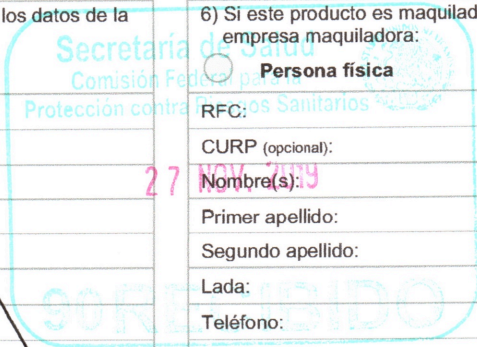 los datos de la
6) Si este producto es maquilad
empresa maquiladora:
Secretaría de Salud
Comisión Federal para la
Protección contra Riesgos Sanitarios
Persona física
RFC:
CURP (opcional):
27 NOV. 2019
Nombre(s):
Primer apellido:
Segundo apellido:
Lada:
Teléfono:
90 RECIBIDO